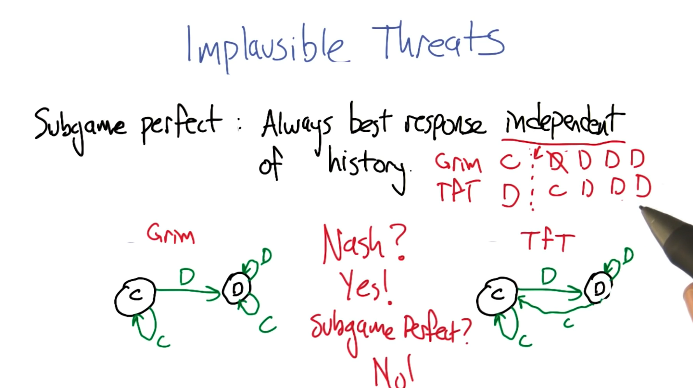 Implausible Threats
Subgame perfect : Always best response independent
of history.
Grim C D D D D
TfT D C D D D
Grim
Nash?
Yes!
Subgame Perfect?
No!
TfT
C D D D C C
C D D D C C